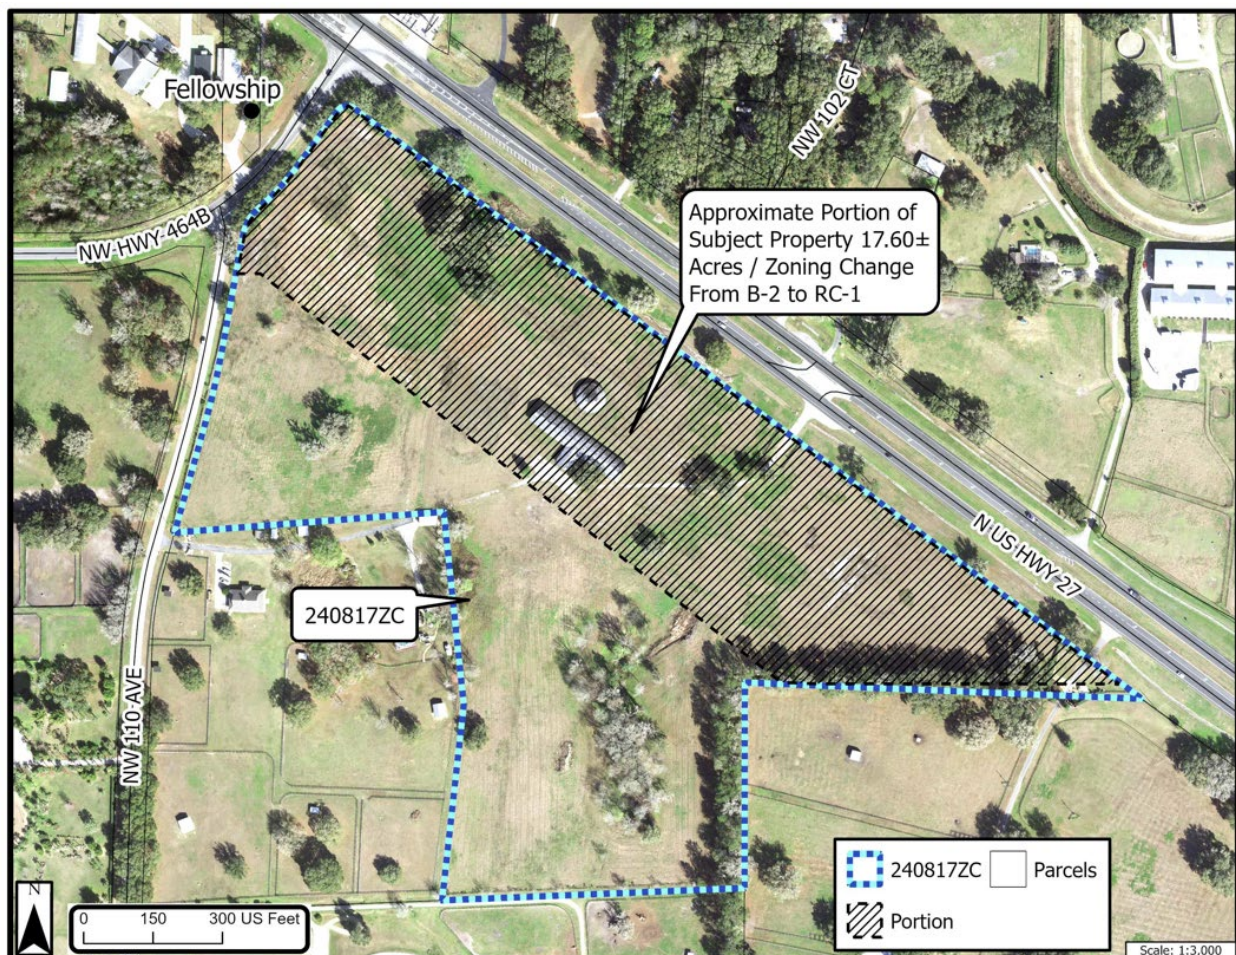 Fellowship
NW 102 CT
NW HWY 464B
Approximate Portion of
Subject Property 17.60±
Acres / Zoning Change
From B-2 to RC-1
N US HWY 27
240817ZC
NW 110 AVE
240817ZC
Parcels
Portion
N
0 150 300 US Feet
Scale: 1:3,000